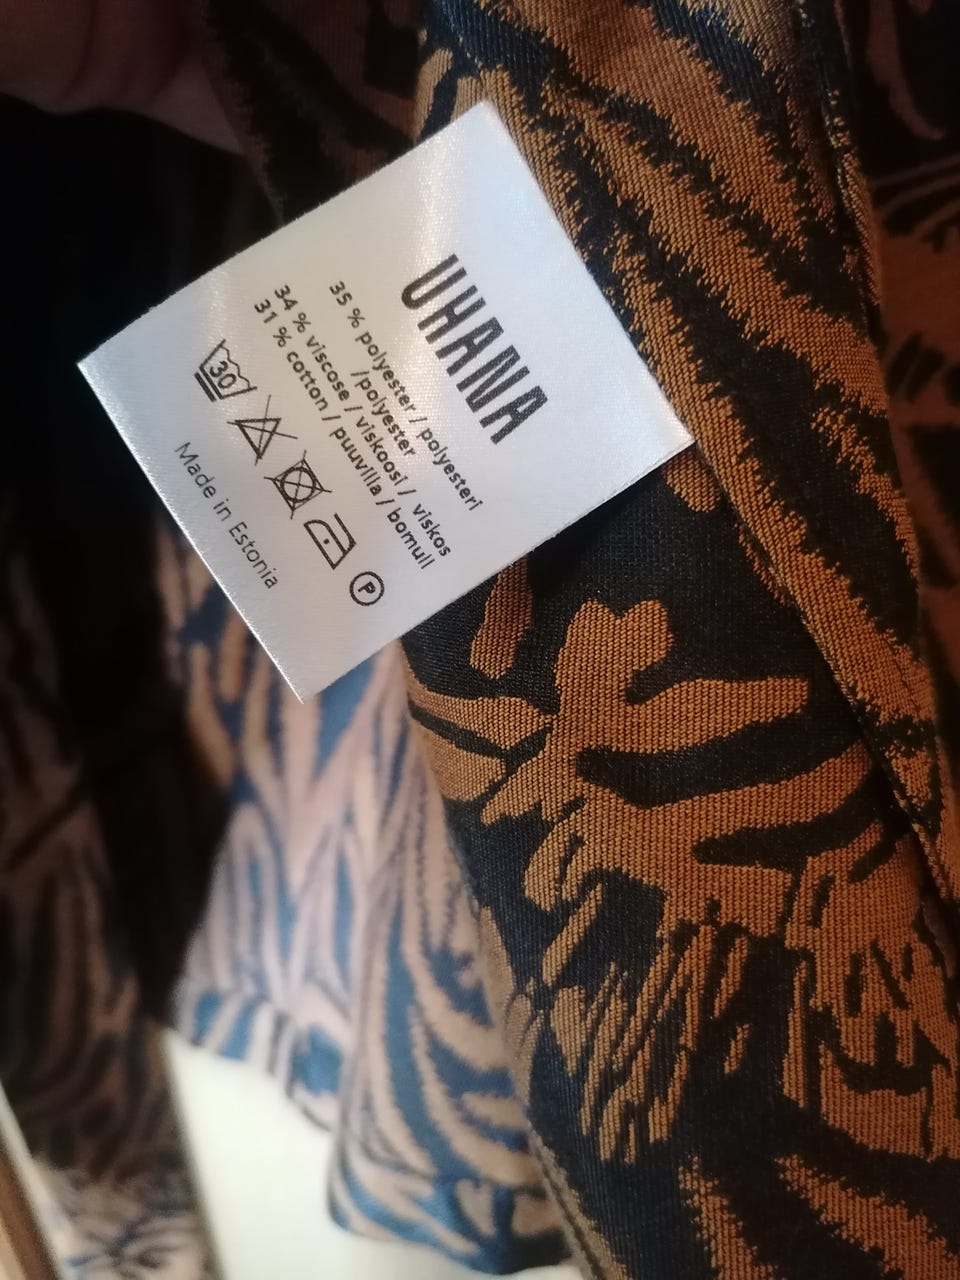 UHANA
35 % polyester / polyesteri
/polyester
34 % viscose / viskoosi / viskos
31 % cotton / puuvilla / bomull
30
P
Made in Estonia